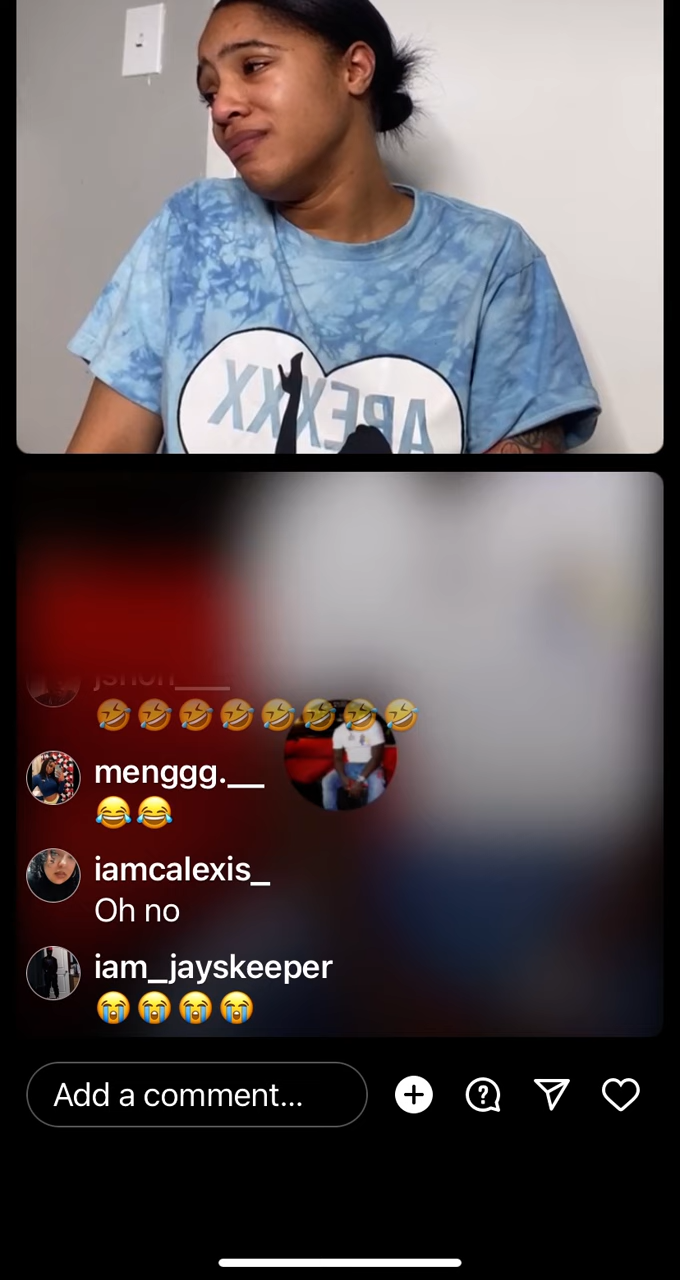 APEXXX
🤣🤣🤣🤣🤣🤣🤣🤣
menggg.__
😂😂
iamcalexis_
Oh no
iam_jayskeeper
😭😭😭😭
Add a comment...